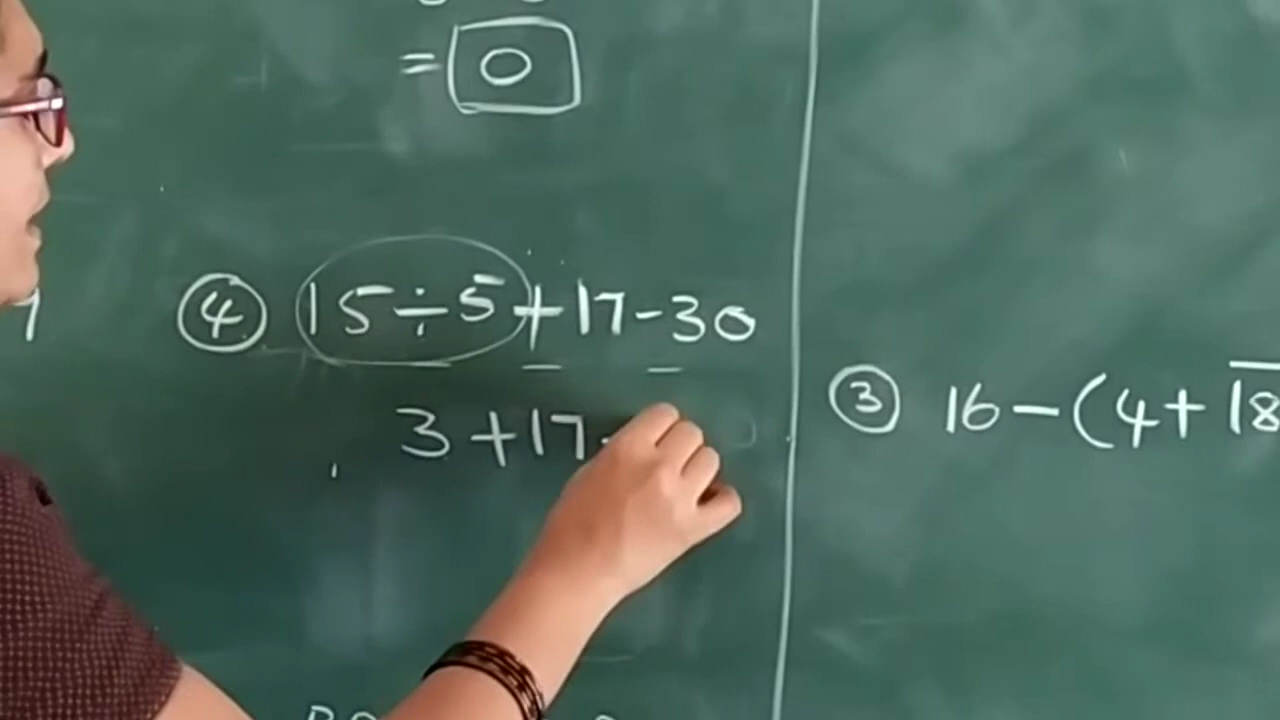 = 0
④ 15÷5+17-30
3+17-
③ 16-(4+18